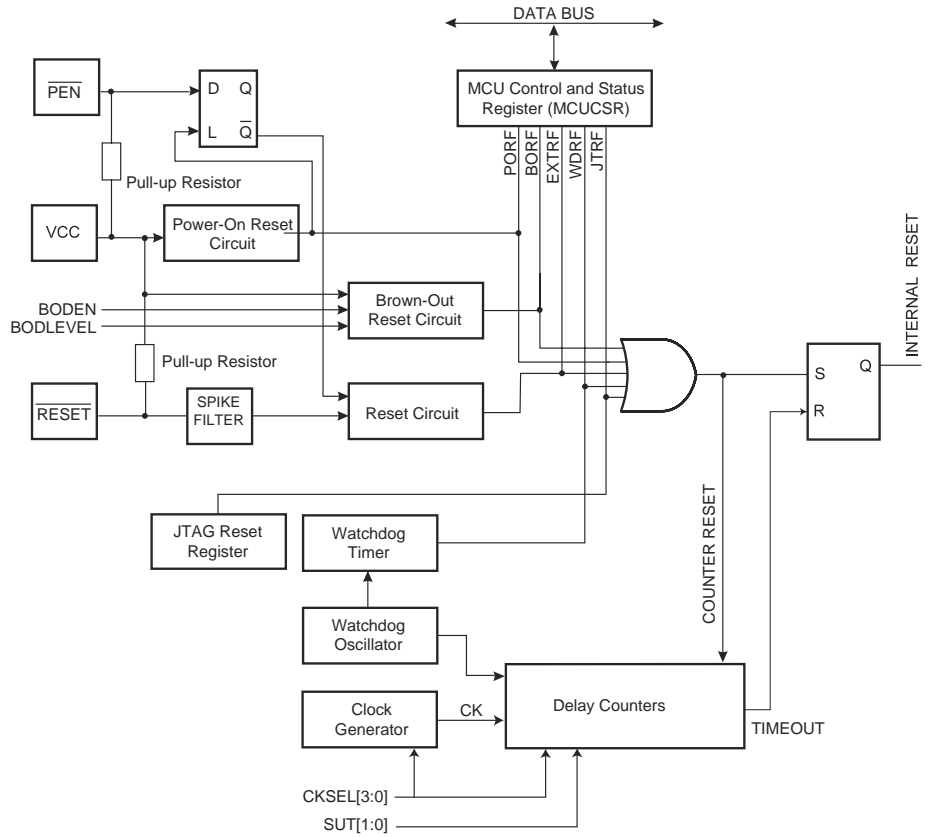 DATA BUS
PEN
D Q
L Q
MCU Control and Status
Register (MCUCSR)
PORF
BORF
EXTRF
WDRF
JTRF
Pull-up Resistor
VCC
Power-On Reset
Circuit
BODEN
BODLEVEL
Brown-Out
Reset Circuit
Pull-up Resistor
RESET
SPIKE
FILTER
Reset Circuit
S Q
R
INTERNAL RESET
JTAG Reset
Register
Watchdog
Timer
COUNTER RESET
Watchdog
Oscillator
Clock
Generator
CK
Delay Counters
TIMEOUT
CKSEL[3:0]
SUT[1:0]